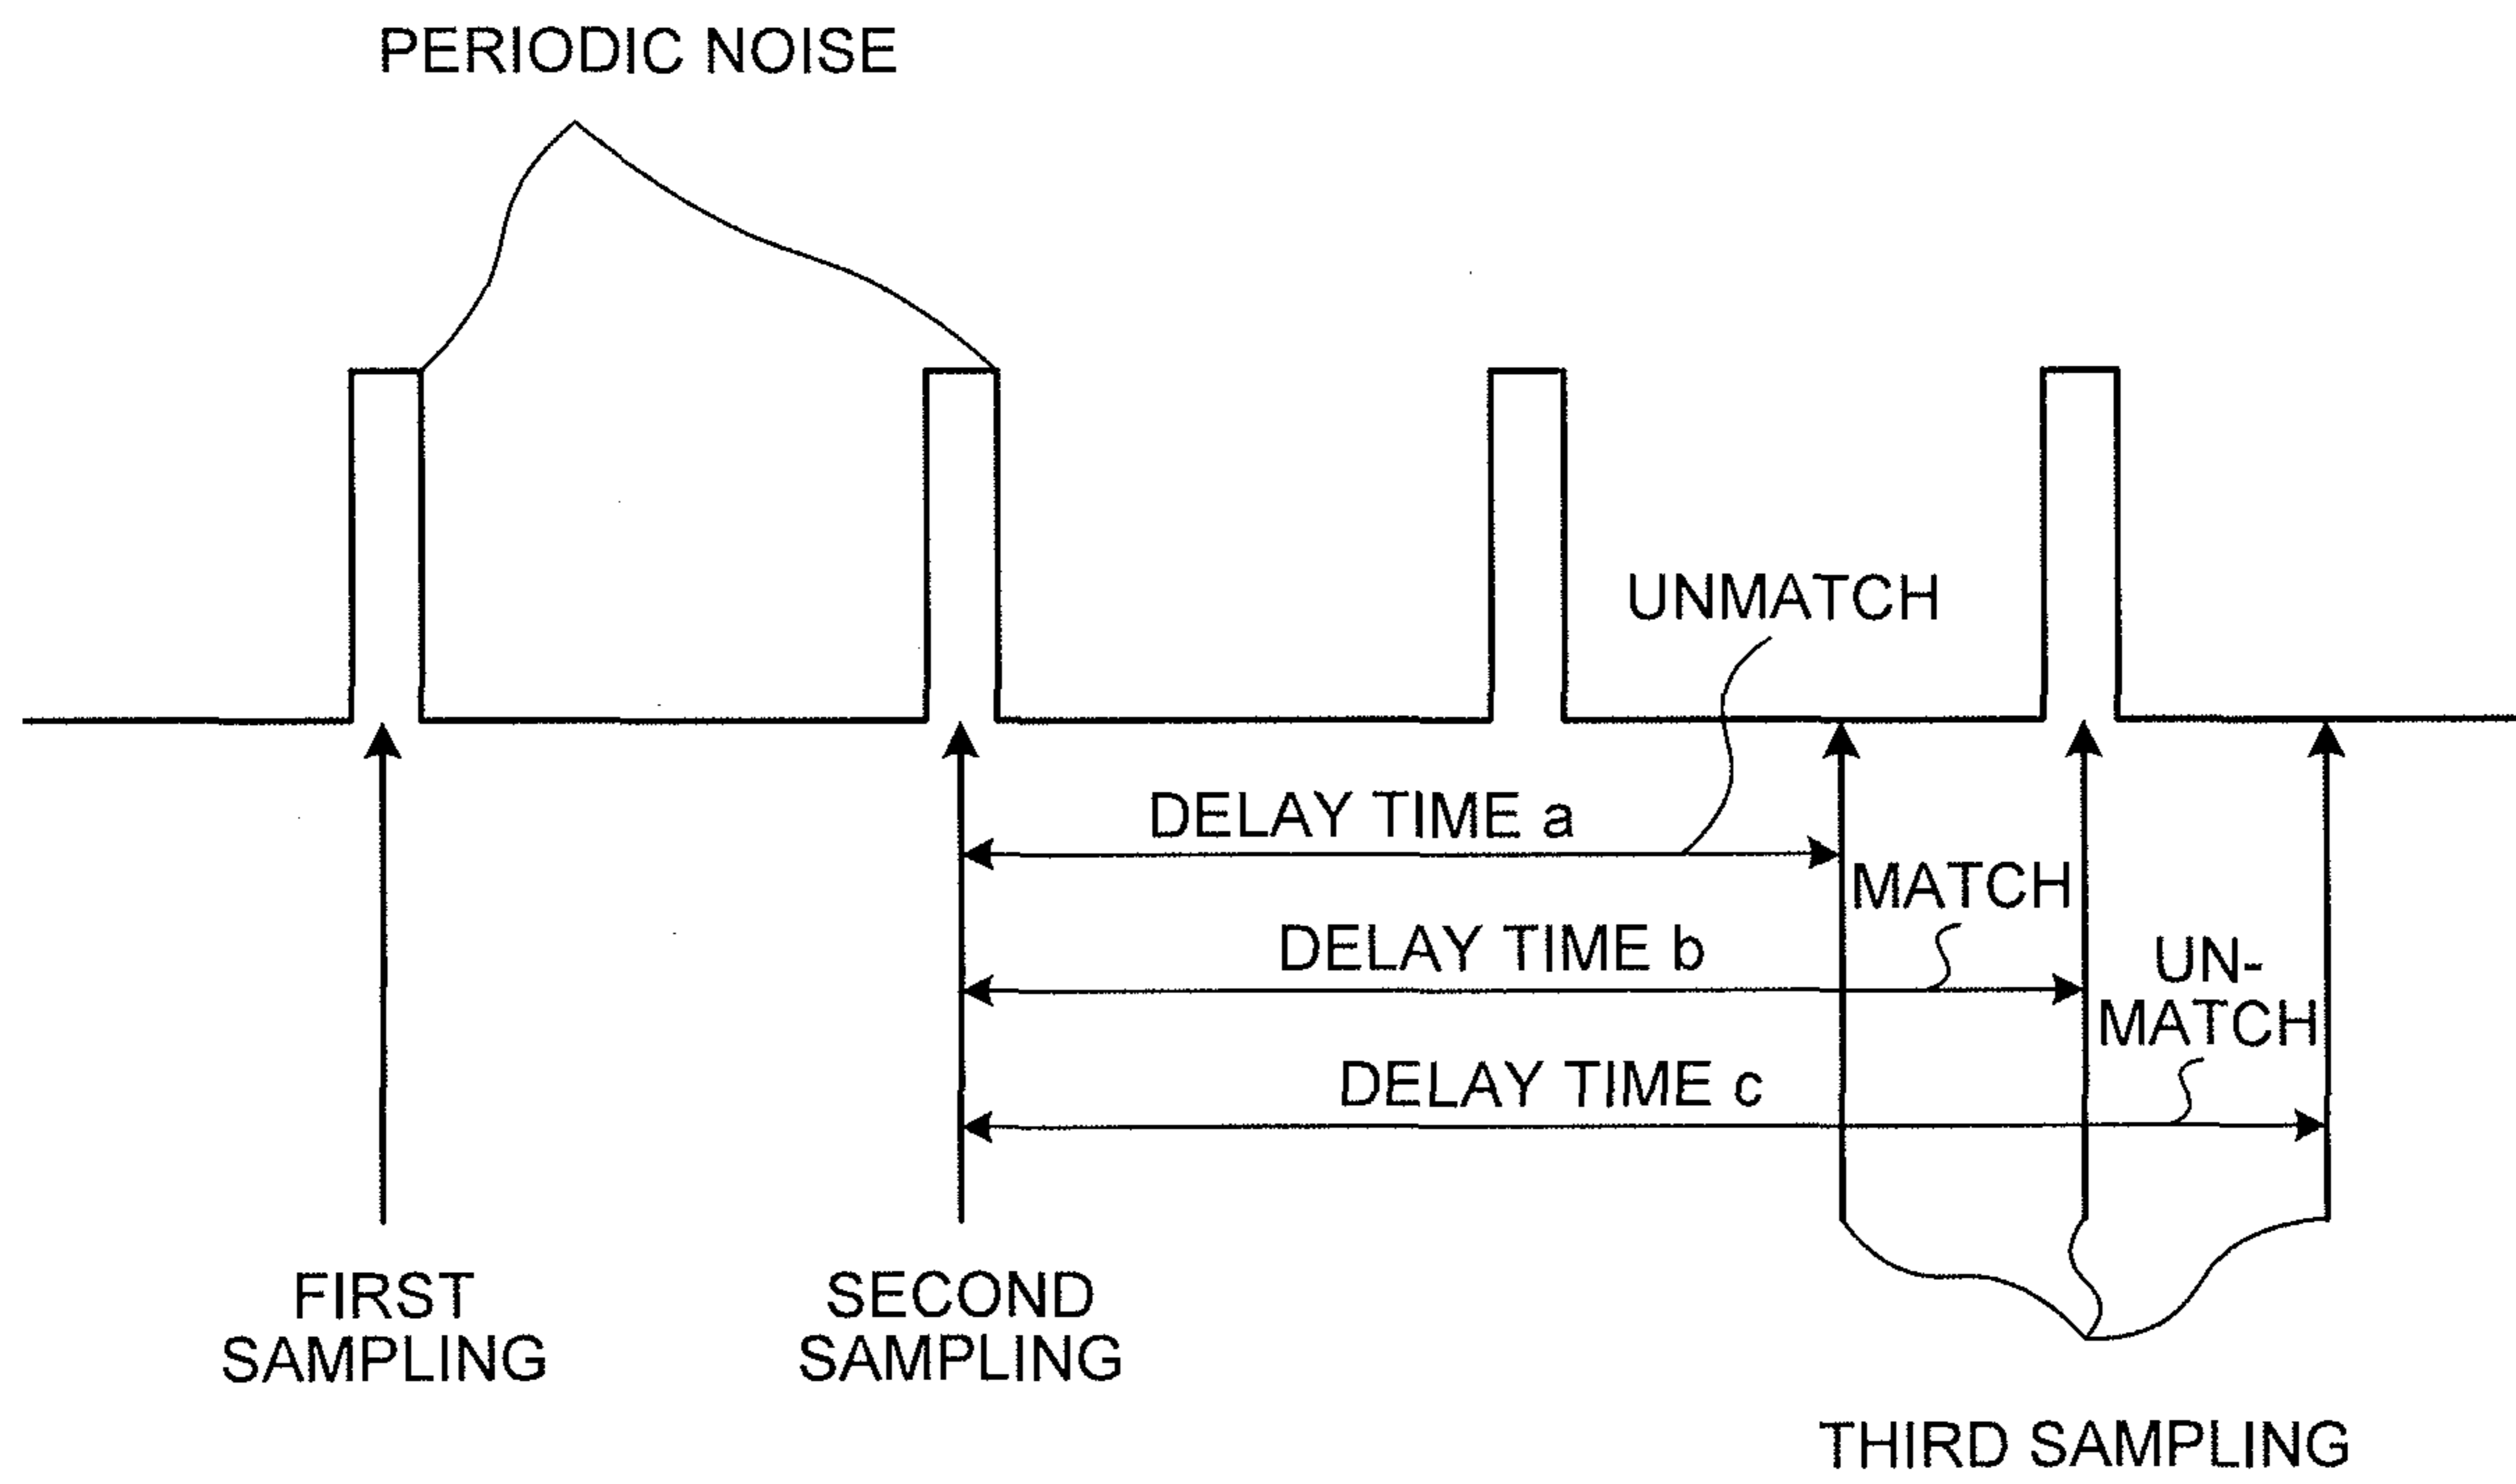 PERIODIC NOISE
UNMATCH
DELAY TIME a
MATCH
DELAY TIME b
UN-
MATCH
DELAY TIME c
FIRST
SAMPLING
SECOND
SAMPLING
THIRD SAMPLING